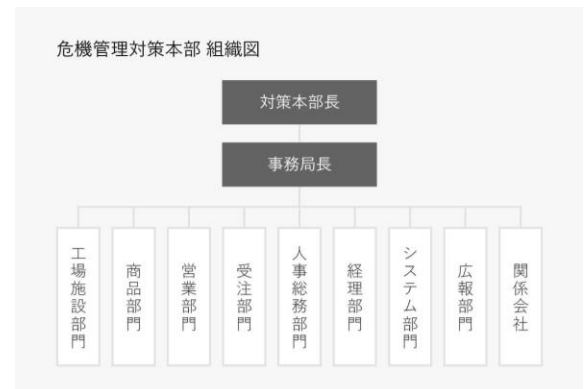 危機管理対策本部 組織図
対策本部長
事務局長
工場施設部門
商品部門
営業部門
受注部門
人事総務部門
経理部門
システム部門
広報部門
関係会社